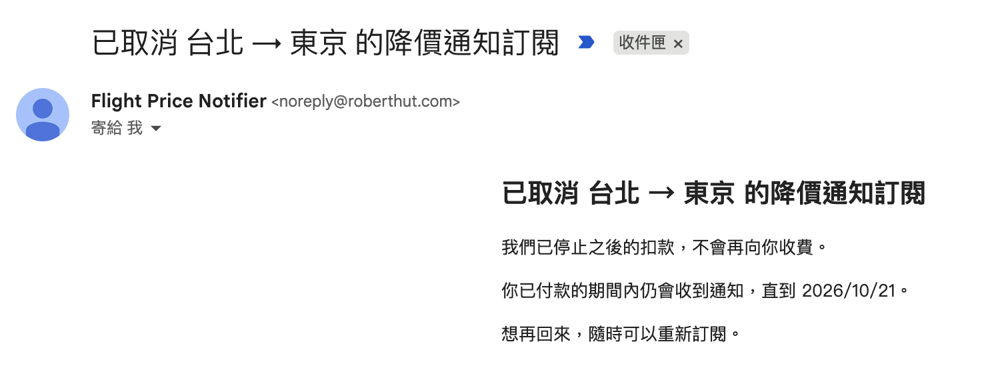 已取消 台北 → 東京 的降價通知訂閱 收件匣 ×
Flight Price Notifier <noreply@roberthut.com>
寄給 我
已取消 台北 → 東京 的降價通知訂閱
我們已停止之後的扣款，不會再向你收費。
你已付款的期間內仍會收到通知，直到 2026/10/21。
想再回來，隨時可以重新訂閱。